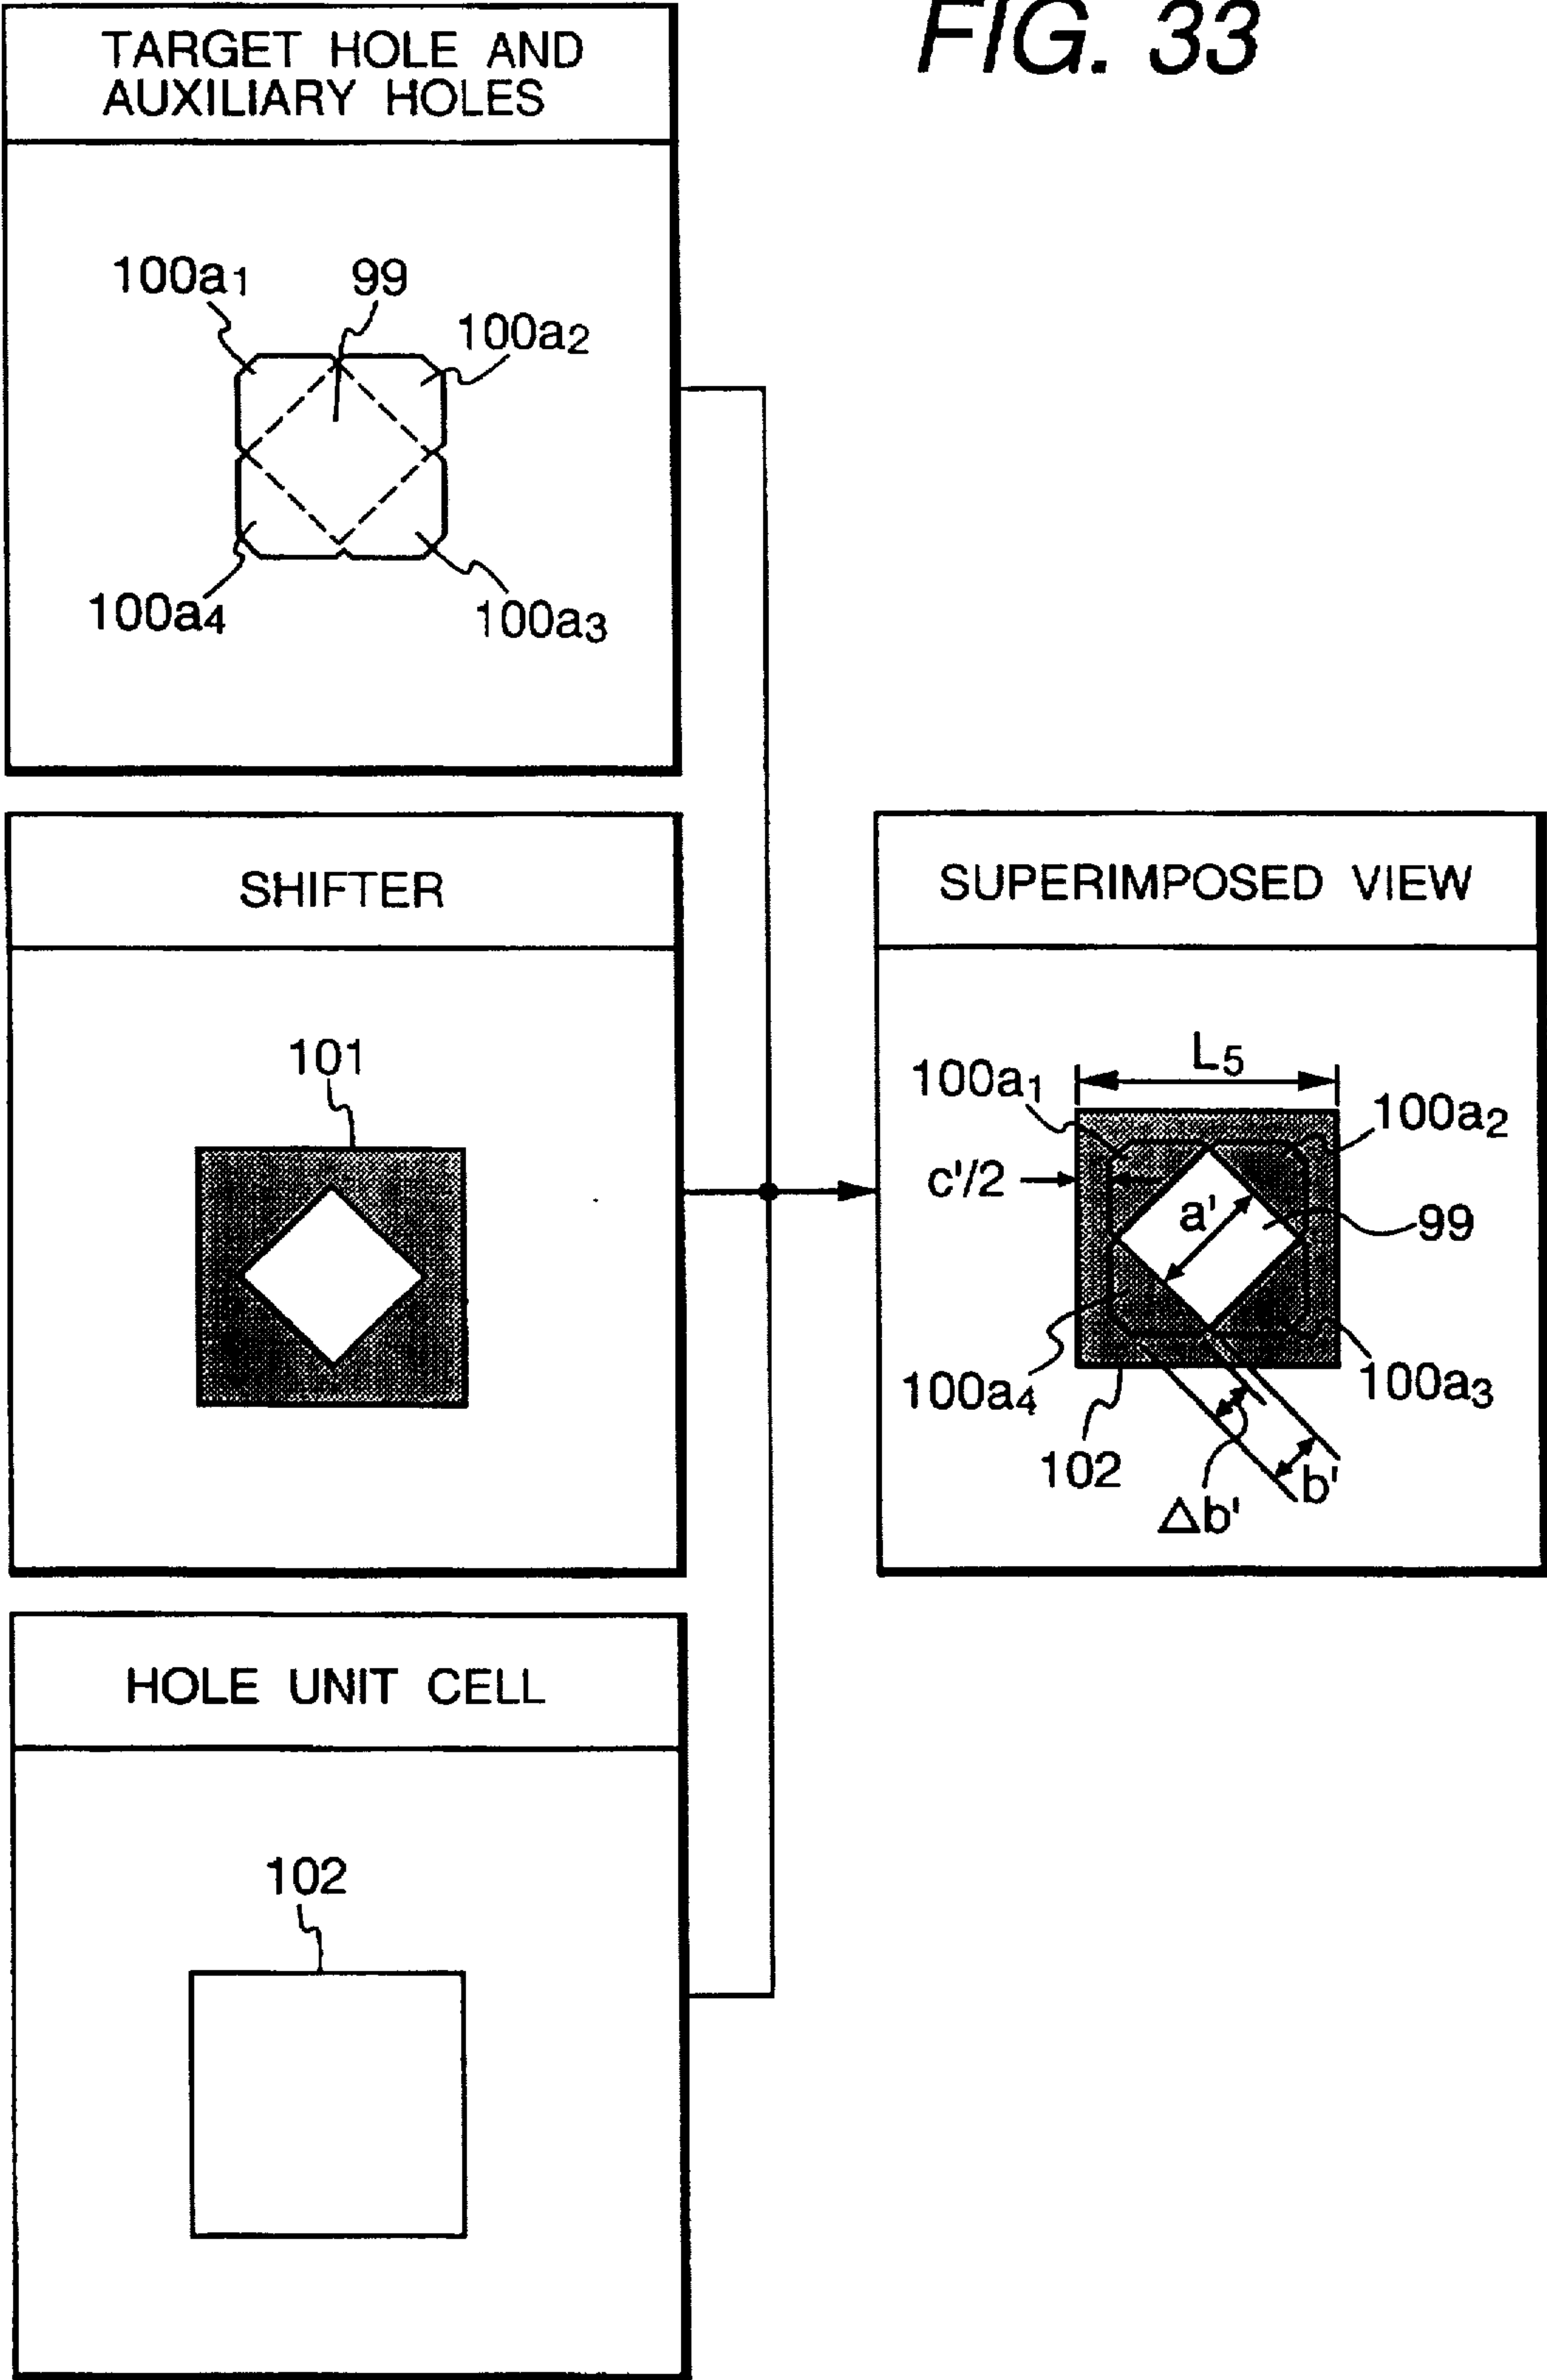 FIG. 33
TARGET HOLE AND
AUXILIARY HOLES
100a1
99
100a2
100a4
100a3
SHIFTER
101
SUPERIMPOSED VIEW
L5
100a1
100a2
c'/2
a'
99
100a4
100a3
102
b'
Δb'
HOLE UNIT CELL
102